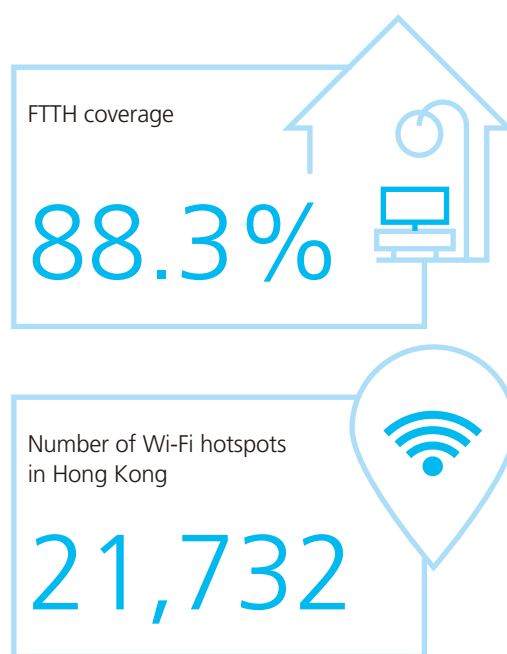 FTTH coverage
88.3%
Number of Wi-Fi hotspots
in Hong Kong
21,732